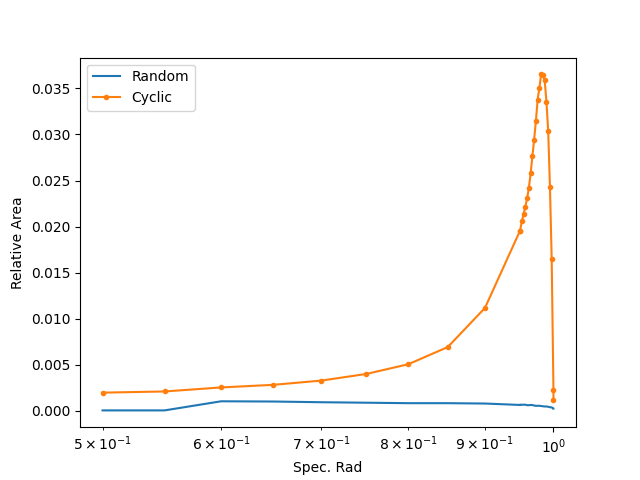 Random
Cyclic
0.035
0.030
0.025
0.020
0.015
0.010
0.005
0.000
Relative Area
5 × 10⁻¹
6 × 10⁻¹
7 × 10⁻¹
8 × 10⁻¹
9 × 10⁻¹
10⁰
Spec. Rad